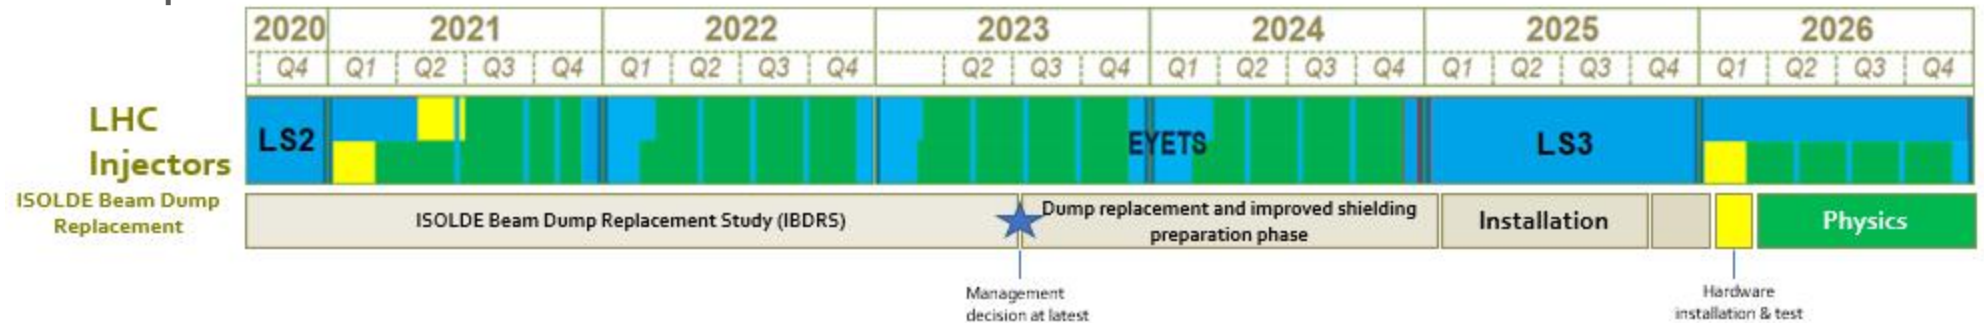 2020 2021 2022 2023 2024 2025 2026
Q4 Q1 Q2 Q3 Q4 Q1 Q2 Q3 Q4 Q2 Q3 Q4 Q1 Q2 Q3 Q4 Q1 Q2 Q3 Q4 Q1 Q2 Q3 Q4
LHC
Injectors
LS2
EYETS
LS3
ISOLDE Beam Dump
Replacement
ISOLDE Beam Dump Replacement Study (IBDRS)
Dump replacement and improved shielding
preparation phase
Installation
Physics
Management
decision at latest
Hardware
installation & test